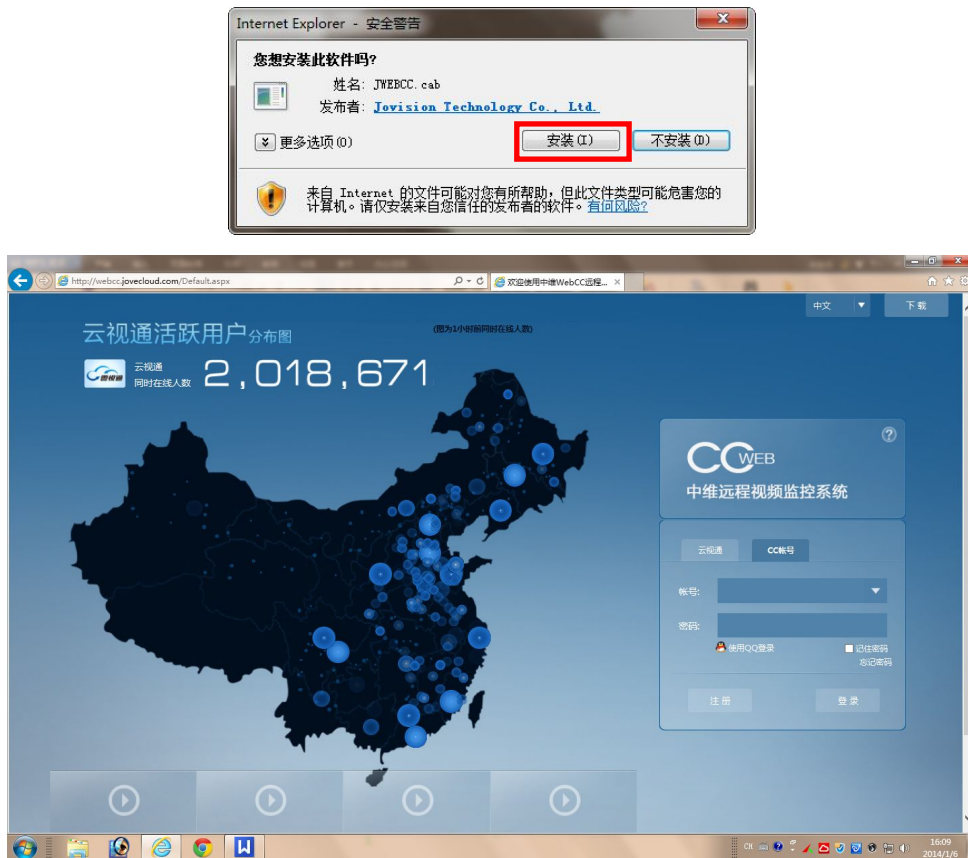 Internet Explorer - 安全警告
您想安装此软件吗?
姓名: JWEBCC.cab
发布者: Jovision Technology Co., Ltd.
更多选项(O)
安装(I)
不安装(D)
来自 Internet 的文件可能对您有所帮助，但此文件类型可能危害您的
计算机。请仅安装来自您信任的发布者的软件。有何风险?
http://webcc.jovecloud.com/Default.aspx
欢迎使用中维WebCC远程...
中文
下载
云视通活跃用户分布图
(图为1小时前同时在线人数)
云视通
同时在线人数
2,018,671
CCWEB
中维远程视频监控系统
云视通
CC帐号
帐号:
密码:
使用QQ登录
记住密码
忘记密码
注册
登录
CH
16:09
2014/1/6